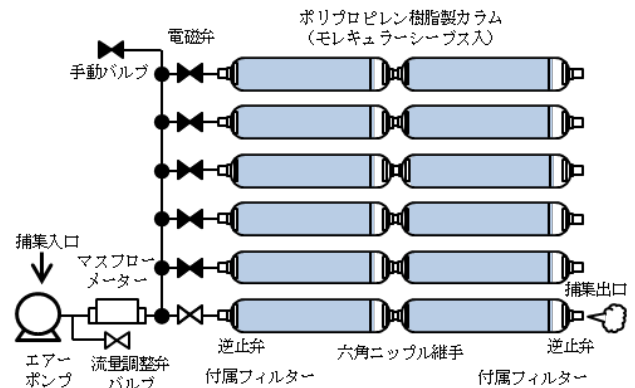 ポリプロピレン樹脂製カラム
（モレキュラーシーブス入）
電磁弁
手動バルブ
捕集入口
マスフロー
メーター
捕集出口
エアー
ポンプ
流量調整弁
バルブ
逆止弁
六角ニップル継手
逆止弁
付属フィルター
付属フィルター